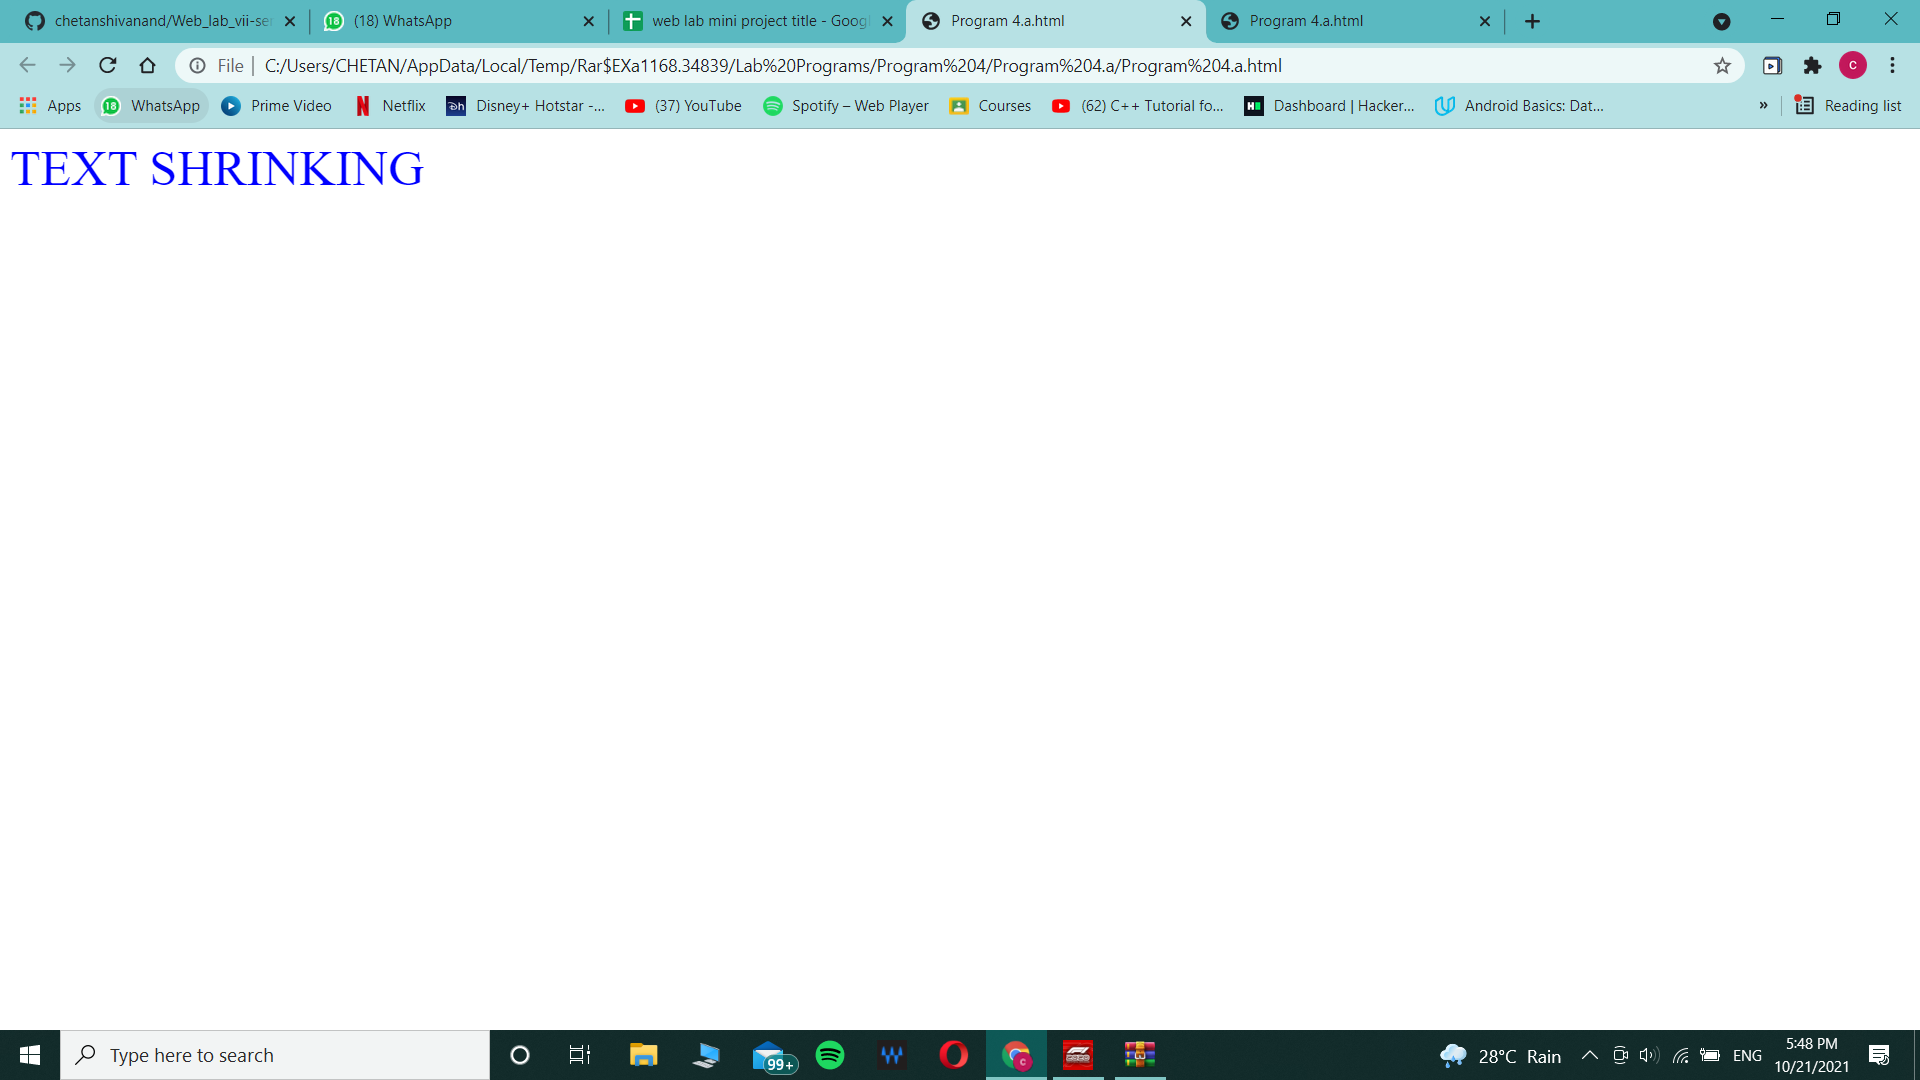 chetanshivanand/Web_lab_vii-se
(18) WhatsApp
web lab mini project title - Goog
Program 4.a.html
Program 4.a.html
File
C:/Users/CHETAN/AppData/Local/Temp/Rar$EXa1168.34839/Lab%20Programs/Program%204/Program%204.a/Program%204.a.html
C
Apps
18
WhatsApp
Prime Video
Netflix
Disney+ Hotstar -...
(37) YouTube
Spotify – Web Player
Courses
(62) C++ Tutorial fo...
Dashboard | Hacker...
Android Basics: Dat...
»
Reading list
TEXT SHRINKING
Type here to search
99+
28°C Rain
ENG
5:48 PM
10/21/2021